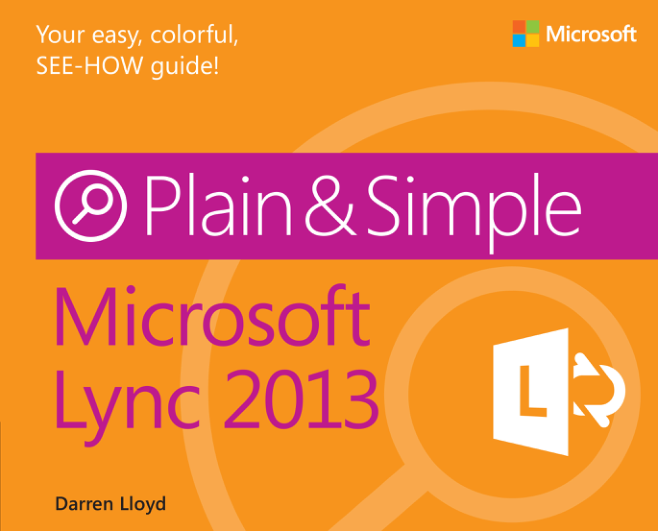 Your easy, colorful,
SEE-HOW guide!
Microsoft
Plain & Simple
Microsoft
Lync 2013
L
Darren Lloyd